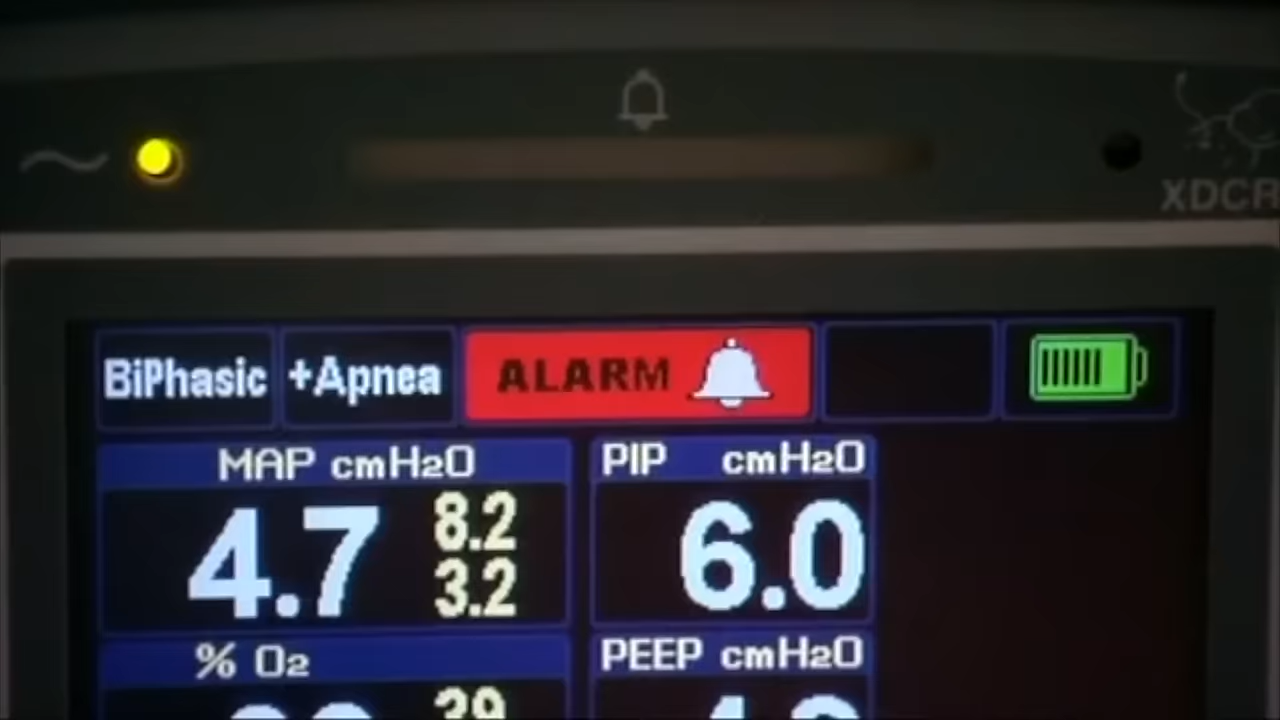 XDCR
BiPhasic +Apnea ALARM
MAP cmH2O
4.7
8.2
3.2
PIP cmH2O
6.0
% O2
PEEP cmH2O